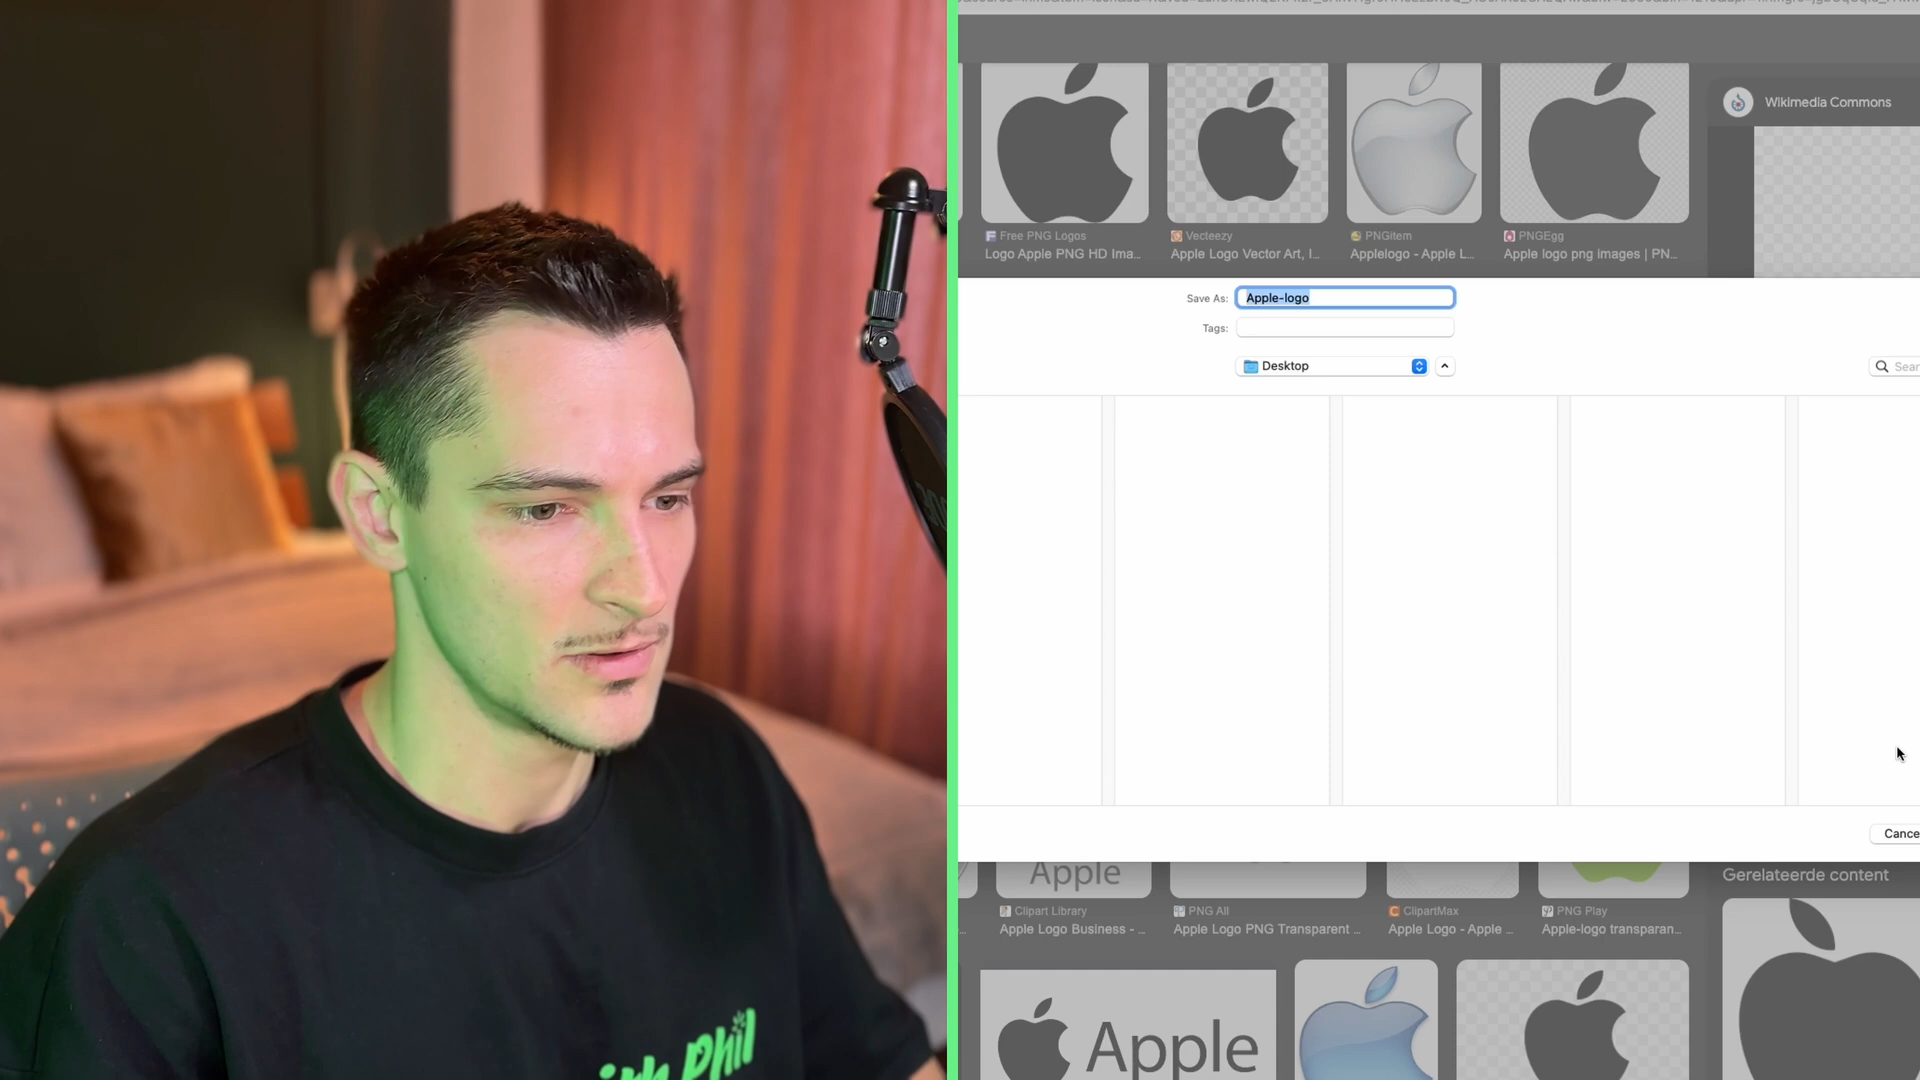 Wikimedia Commons
Free PNG Logos
Logo Apple PNG HD Ima...
Vecteezy
Apple Logo Vector Art, I...
PNGitem
Applelogo - Apple L...
PNGEgg
Apple logo png images | PN...
Save As: Apple-logo
Tags:
Desktop
Sear
Cance
Apple
Clipart Library
Apple Logo Business - ...
PNG All
Apple Logo PNG Transparent ...
ClipartMax
Apple Logo - Apple ...
PNG Play
Apple-logo transparan...
Gerelateerde content
Apple
Phil